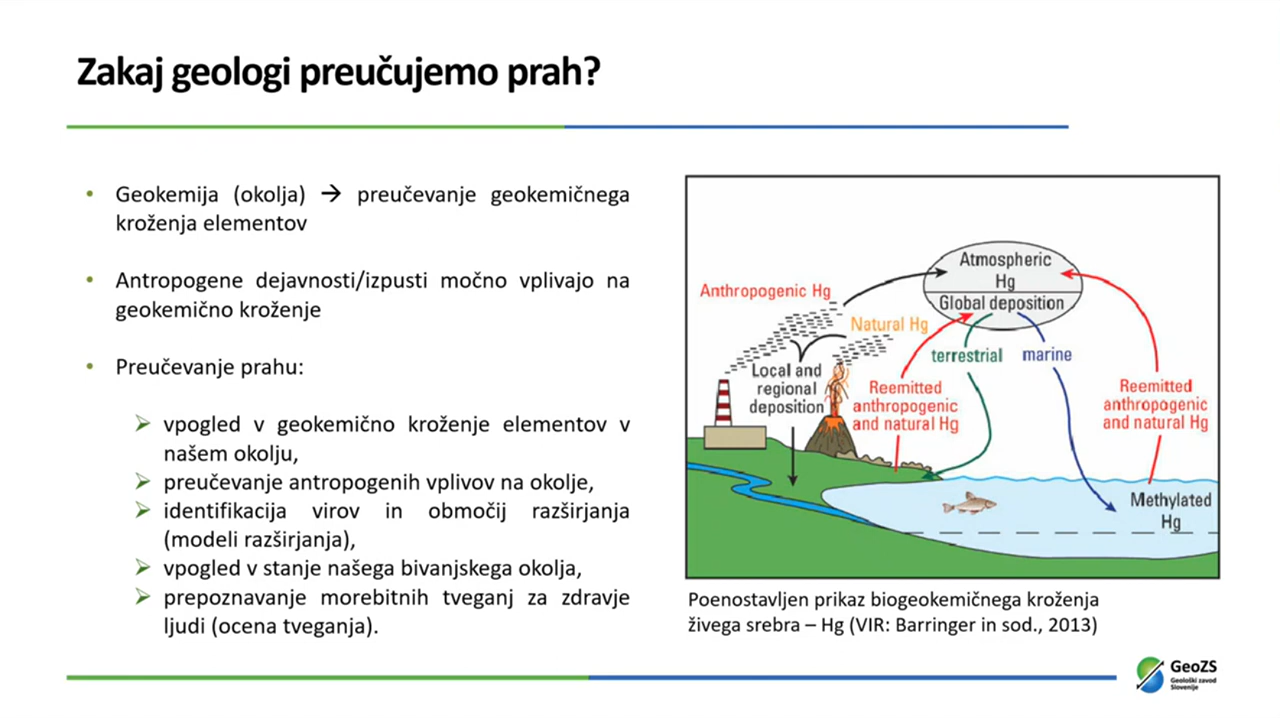 Zakaj geologi preučujemo prah?
• Geokemija (okolja) → preučevanje geokemičnega
kroženja elementov
• Antropogene dejavnosti/izpusti močno vplivajo na
geokemično kroženje
• Preučevanje prahu:
➢ vpogled v geokemično kroženje elementov v
našem okolju,
➢ preučevanje antropogenih vplivov na okolje,
➢ identifikacija virov in območij razširjanja
(modeli razširjanja),
➢ vpogled v stanje našega bivanjskega okolja,
➢ prepoznavanje morebitnih tveganj za zdravje
ljudi (ocena tveganja).
Atmospheric
Hg
Global deposition
Anthropogenic Hg
Natural Hg
terrestrial
marine
Local and
regional
deposition
Reemitted
anthropogenic
and natural Hg
Reemitted
anthropogenic
and natural Hg
Methylated
Hg
Poenostavljen prikaz biogeokemičnega kroženja
živega srebra – Hg (VIR: Barringer in sod., 2013)
GeoZS
Geološki zavod
Slovenije